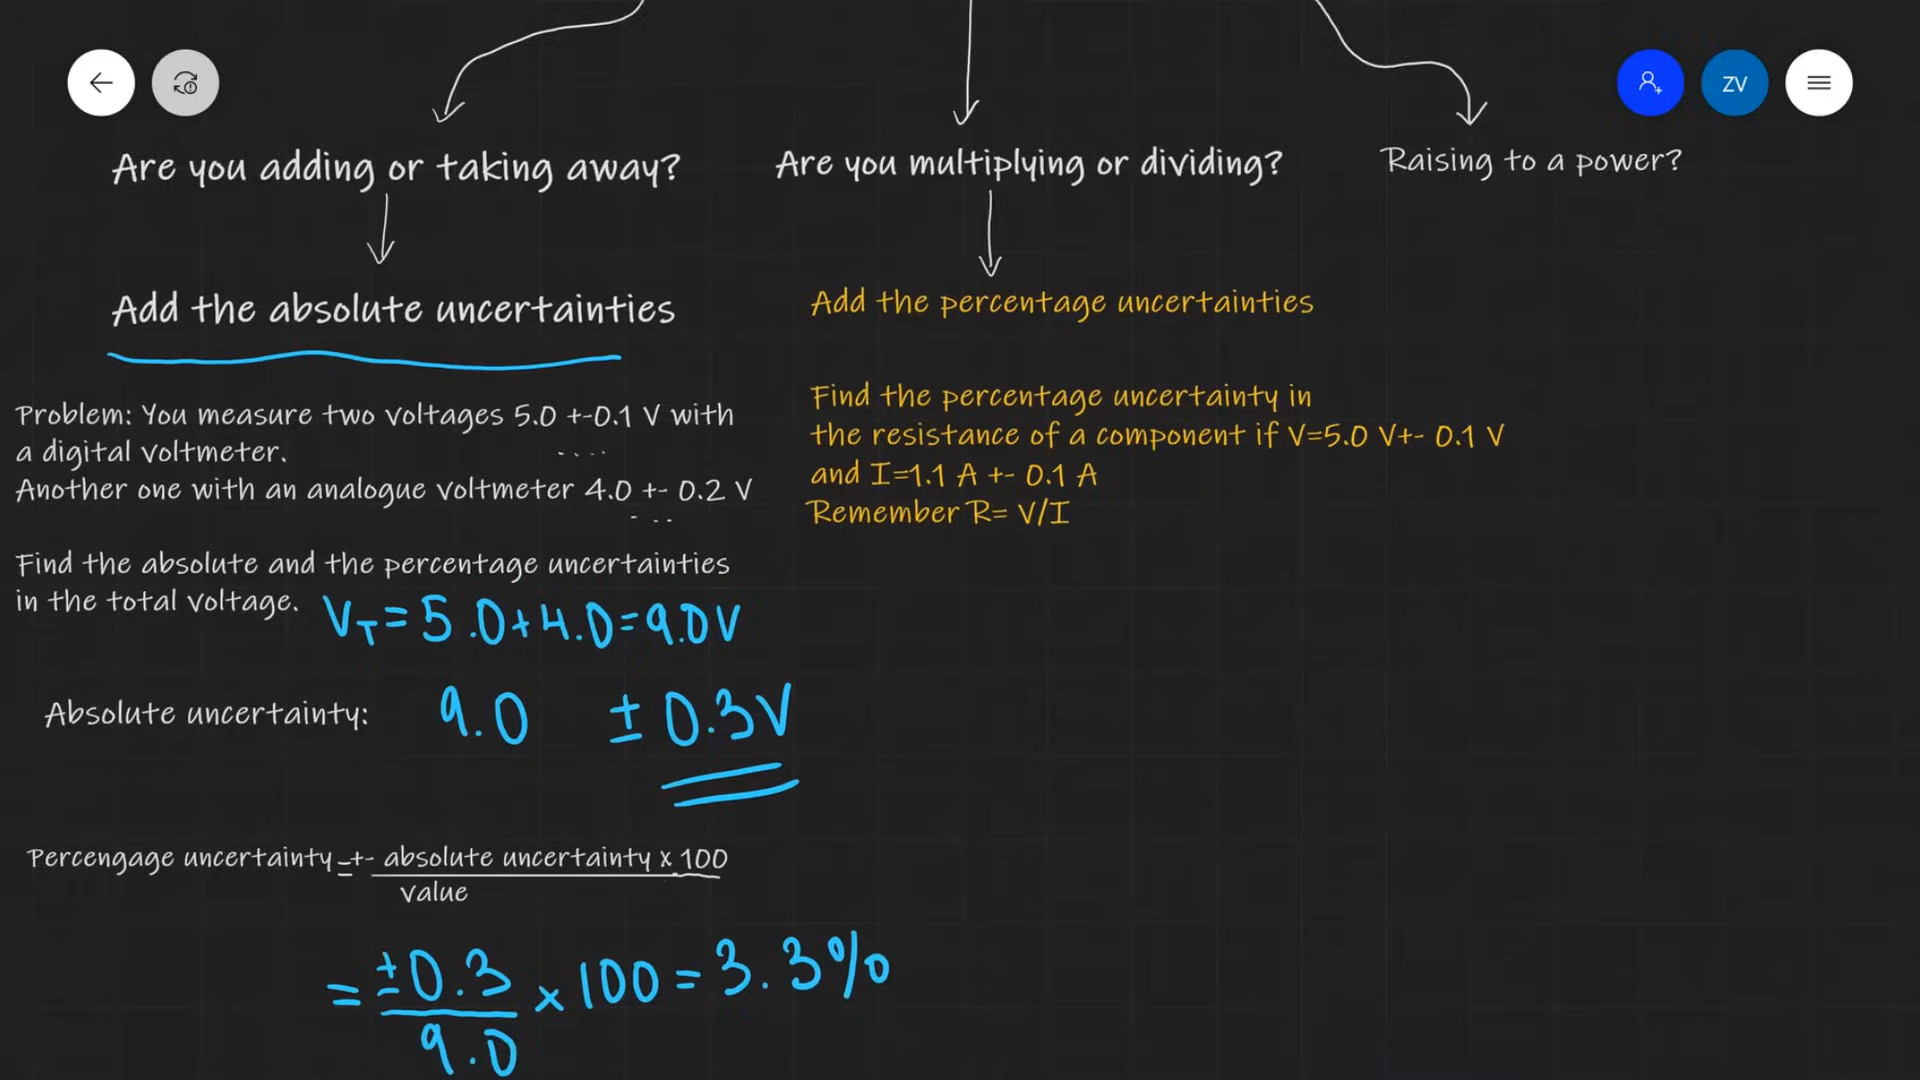 ZV
Are you adding or taking away?
Add the absolute uncertainties
Problem: You measure two voltages 5.0 +-0.1 V with
a digital voltmeter.
Another one with an analogue voltmeter 4.0 +- 0.2 V
Find the absolute and the percentage uncertainties
in the total voltage.
VT = 5.0+4.0=9.0V
Absolute uncertainty: 9.0 ± 0.3V
Percengage uncertainty =+- absolute uncertainty x 100
value
= ±0.3 × 100 = 3.3%
9.0
Are you multiplying or dividing?
Add the percentage uncertainties
Find the percentage uncertainty in
the resistance of a component if V=5.0 V+- 0.1 V
and I=1.1 A +- 0.1 A
Remember R= V/I
Raising to a power?